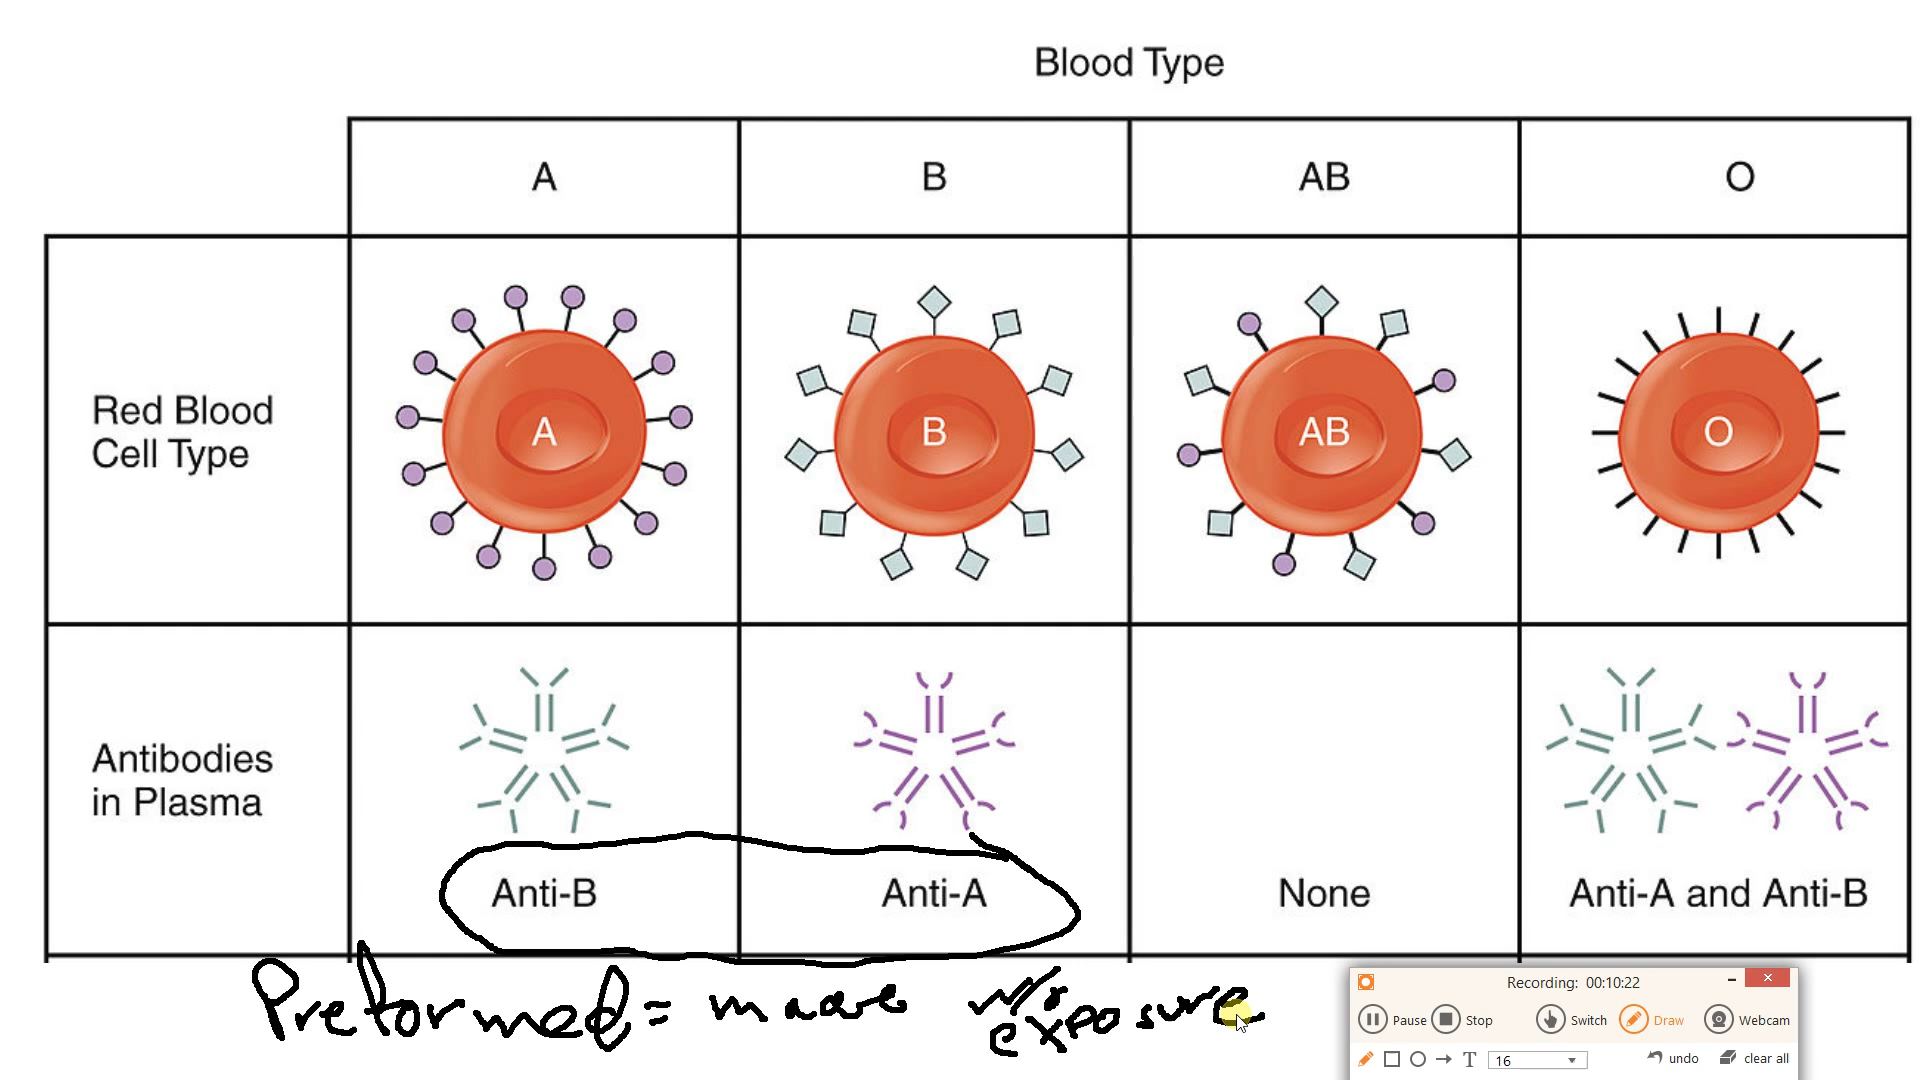 Blood Type
A B AB O
Red Blood
Cell Type
A B AB O
Antibodies
in Plasma
Anti-B Anti-A None Anti-A and Anti-B
Preformed = made w/o
exposure
Recording: 00:10:22
Pause Stop Switch Draw Webcam
T 16 undo clear all